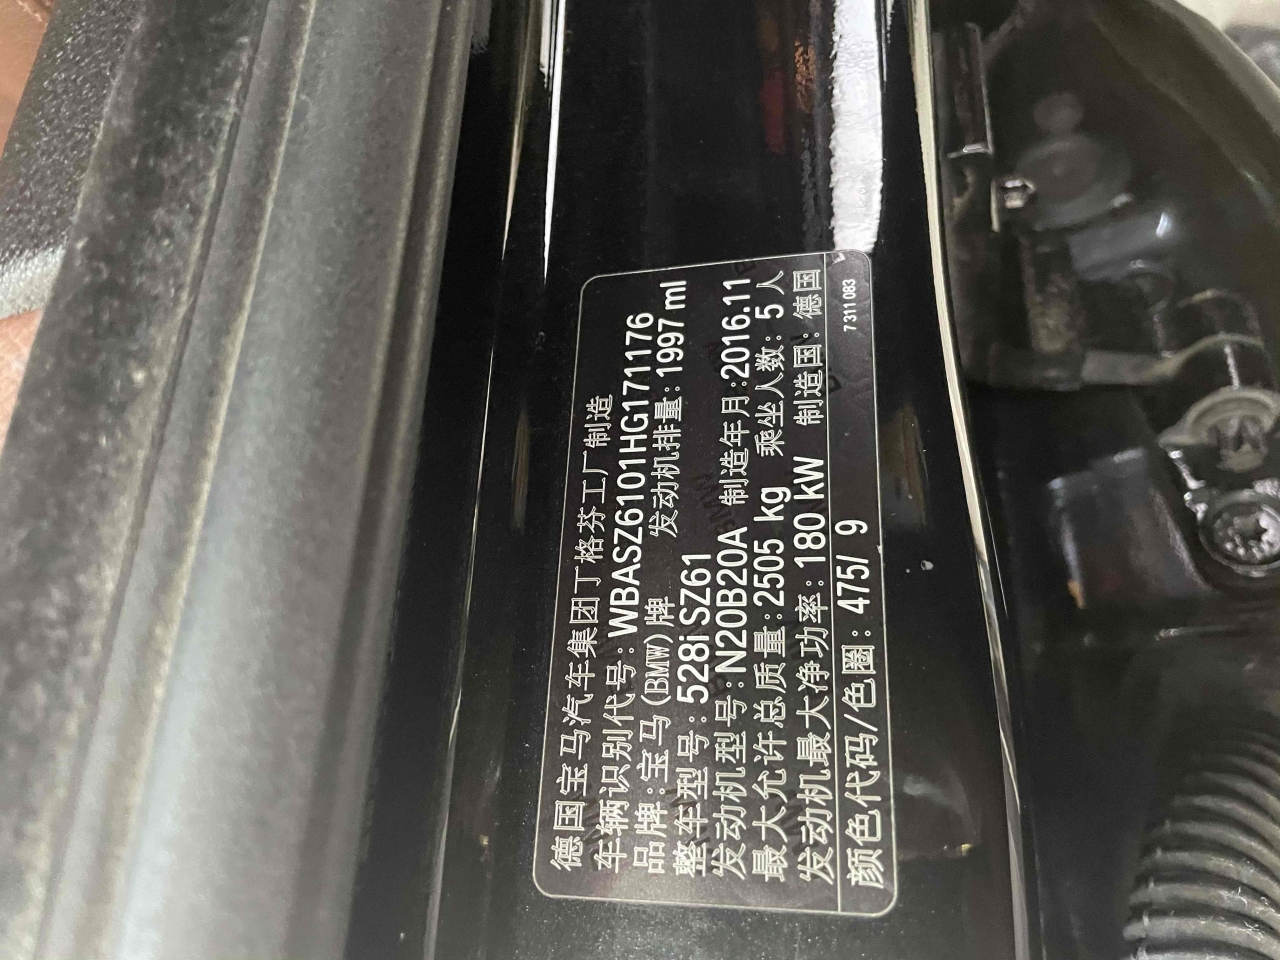 德国宝马汽车集团丁格芬工厂制造
车辆识别代号:WBASZ6101HG171176
品牌:宝马(BMW)牌 发动机排量:1997 ml
整车型号:528i SZ61
发动机型号:N20B20A 制造年月:2016.11
最大允许总质量:2505 kg 乘坐人数: 5 人
发动机最大净功率:180 kW 制造国:德国
颜色代码/色圈: 475/ 9
7 311 083